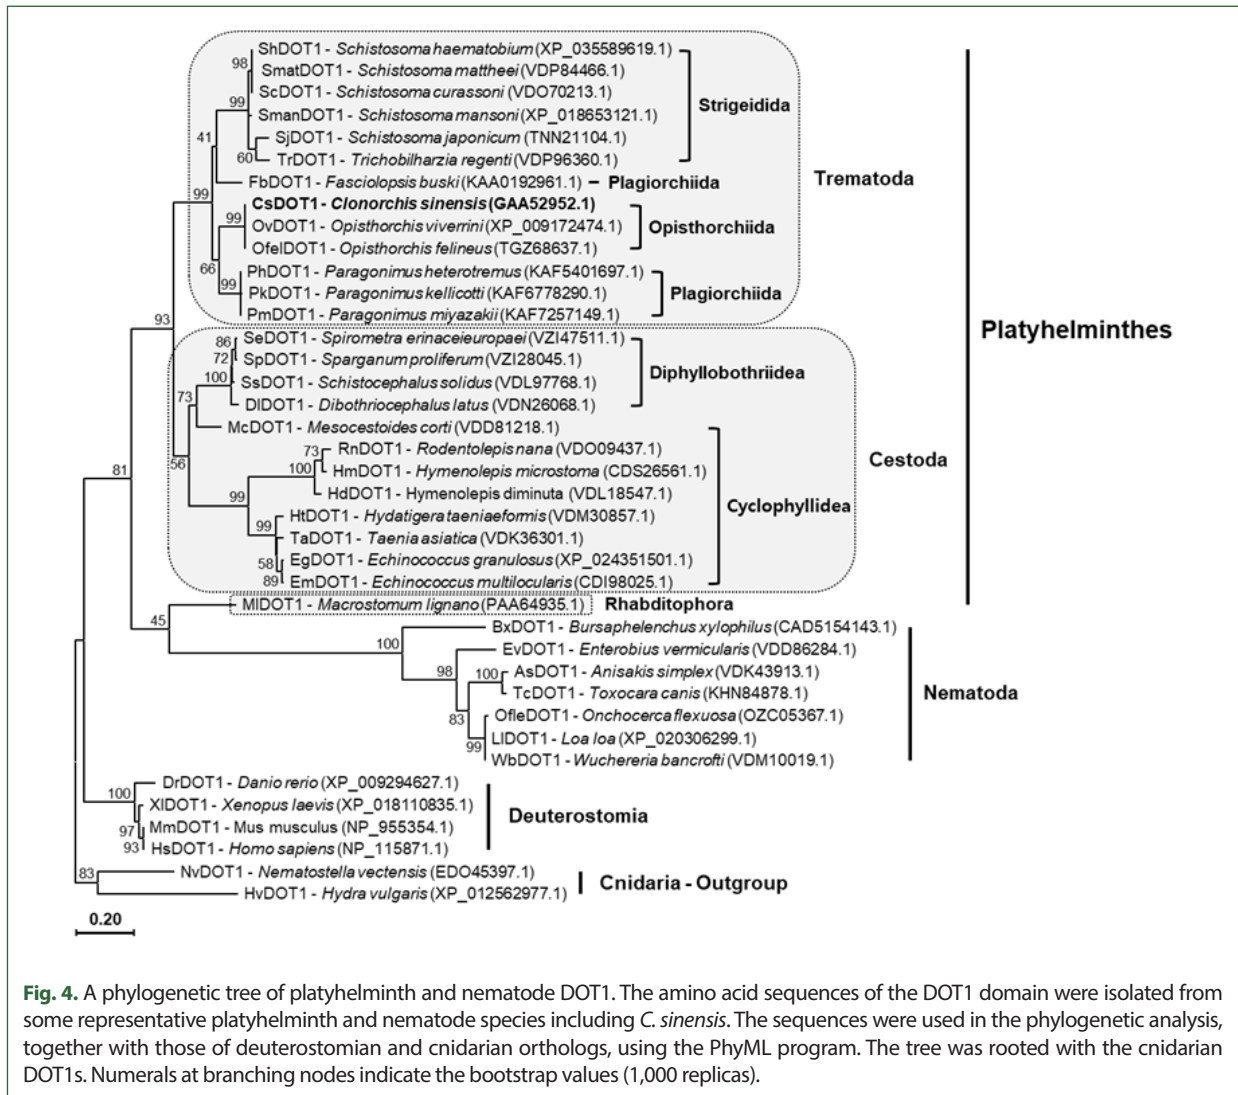 ShDOT1 - Schistosoma haematobium (XP_035589619.1)
98
SmatDOT1 - Schistosoma mattheei (VDP84466.1)
ScDOT1 - Schistosoma curassoni (VDO70213.1)
Strigeidida
99
SmanDOT1 - Schistosoma mansoni (XP_018653121.1)
41
SjDOT1 - Schistosoma japonicum (TNN21104.1)
60
TrDOT1 - Trichobilharzia regenti (VDP96360.1)
Trematoda
FbDOT1 - Fasciolopsis buski (KAA0192961.1)
Plagiorchiida
99
CsDOT1 - Clonorchis sinensis (GAA52952.1)
99
OvDOT1 - Opisthorchis viverrini (XP_009172474.1)
Opisthorchiida
OfelDOT1 - Opisthorchis felineus (TGZ68637.1)
66
PhDOT1 - Paragonimus heterotremus (KAF5401697.1)
99
PkDOT1 - Paragonimus kellicotti (KAF6778290.1)
Plagiorchiida
PmDOT1 - Paragonimus miyazakii (KAF7257149.1)
93
Platyhelminthes
SeDOT1 - Spirometra erinaceieuropaei (VZI47511.1)
86
SpDOT1 - Sparganum proliferum (VZI28045.1)
72
Diphyllobothriidea
100
SsDOT1 - Schistocephalus solidus (VDL97768.1)
73
DlDOT1 - Dibothriocephalus latus (VDN26068.1)
McDOT1 - Mesocestoides corti (VDD81218.1)
73
RnDOT1 - Rodentolepis nana (VDO09437.1)
56
Cestoda
81
100
HmDOT1 - Hymenolepis microstoma (CDS26561.1)
99
HdDOT1 - Hymenolepis diminuta (VDL18547.1)
Cyclophyllidea
HtDOT1 - Hydatigera taeniaeformis (VDM30857.1)
99
TaDOT1 - Taenia asiatica (VDK36301.1)
58
EgDOT1 - Echinococcus granulosus (XP_024351501.1)
89
EmDOT1 - Echinococcus multilocularis (CDI98025.1)
MlDOT1 - Macrostomum lignano (PAA64935.1)
Rhabditophora
45
BxDOT1 - Bursaphelenchus xylophilus (CAD5154143.1)
100
EvDOT1 - Enterobius vermicularis (VDD86284.1)
98
100
AsDOT1 - Anisakis simplex (VDK43913.1)
TcDOT1 - Toxocara canis (KHN84878.1)
Nematoda
83
OfleDOT1 - Onchocerca flexuosa (OZC05367.1)
LlDOT1 - Loa loa (XP_020306299.1)
99
WbDOT1 - Wuchereria bancrofti (VDM10019.1)
DrDOT1 - Danio rerio (XP_009294627.1)
100
XlDOT1 - Xenopus laevis (XP_018110835.1)
Deuterostomia
97
MmDOT1 - Mus musculus (NP_955354.1)
93
HsDOT1 - Homo sapiens (NP_115871.1)
83
NvDOT1 - Nematostella vectensis (EDO45397.1)
Cnidaria - Outgroup
HvDOT1 - Hydra vulgaris (XP_012562977.1)
0.20
Fig. 4. A phylogenetic tree of platyhelminth and nematode DOT1. The amino acid sequences of the DOT1 domain were isolated from
some representative platyhelminth and nematode species including C. sinensis. The sequences were used in the phylogenetic analysis,
together with those of deuterostomian and cnidarian orthologs, using the PhyML program. The tree was rooted with the cnidarian
DOT1s. Numerals at branching nodes indicate the bootstrap values (1,000 replicas).